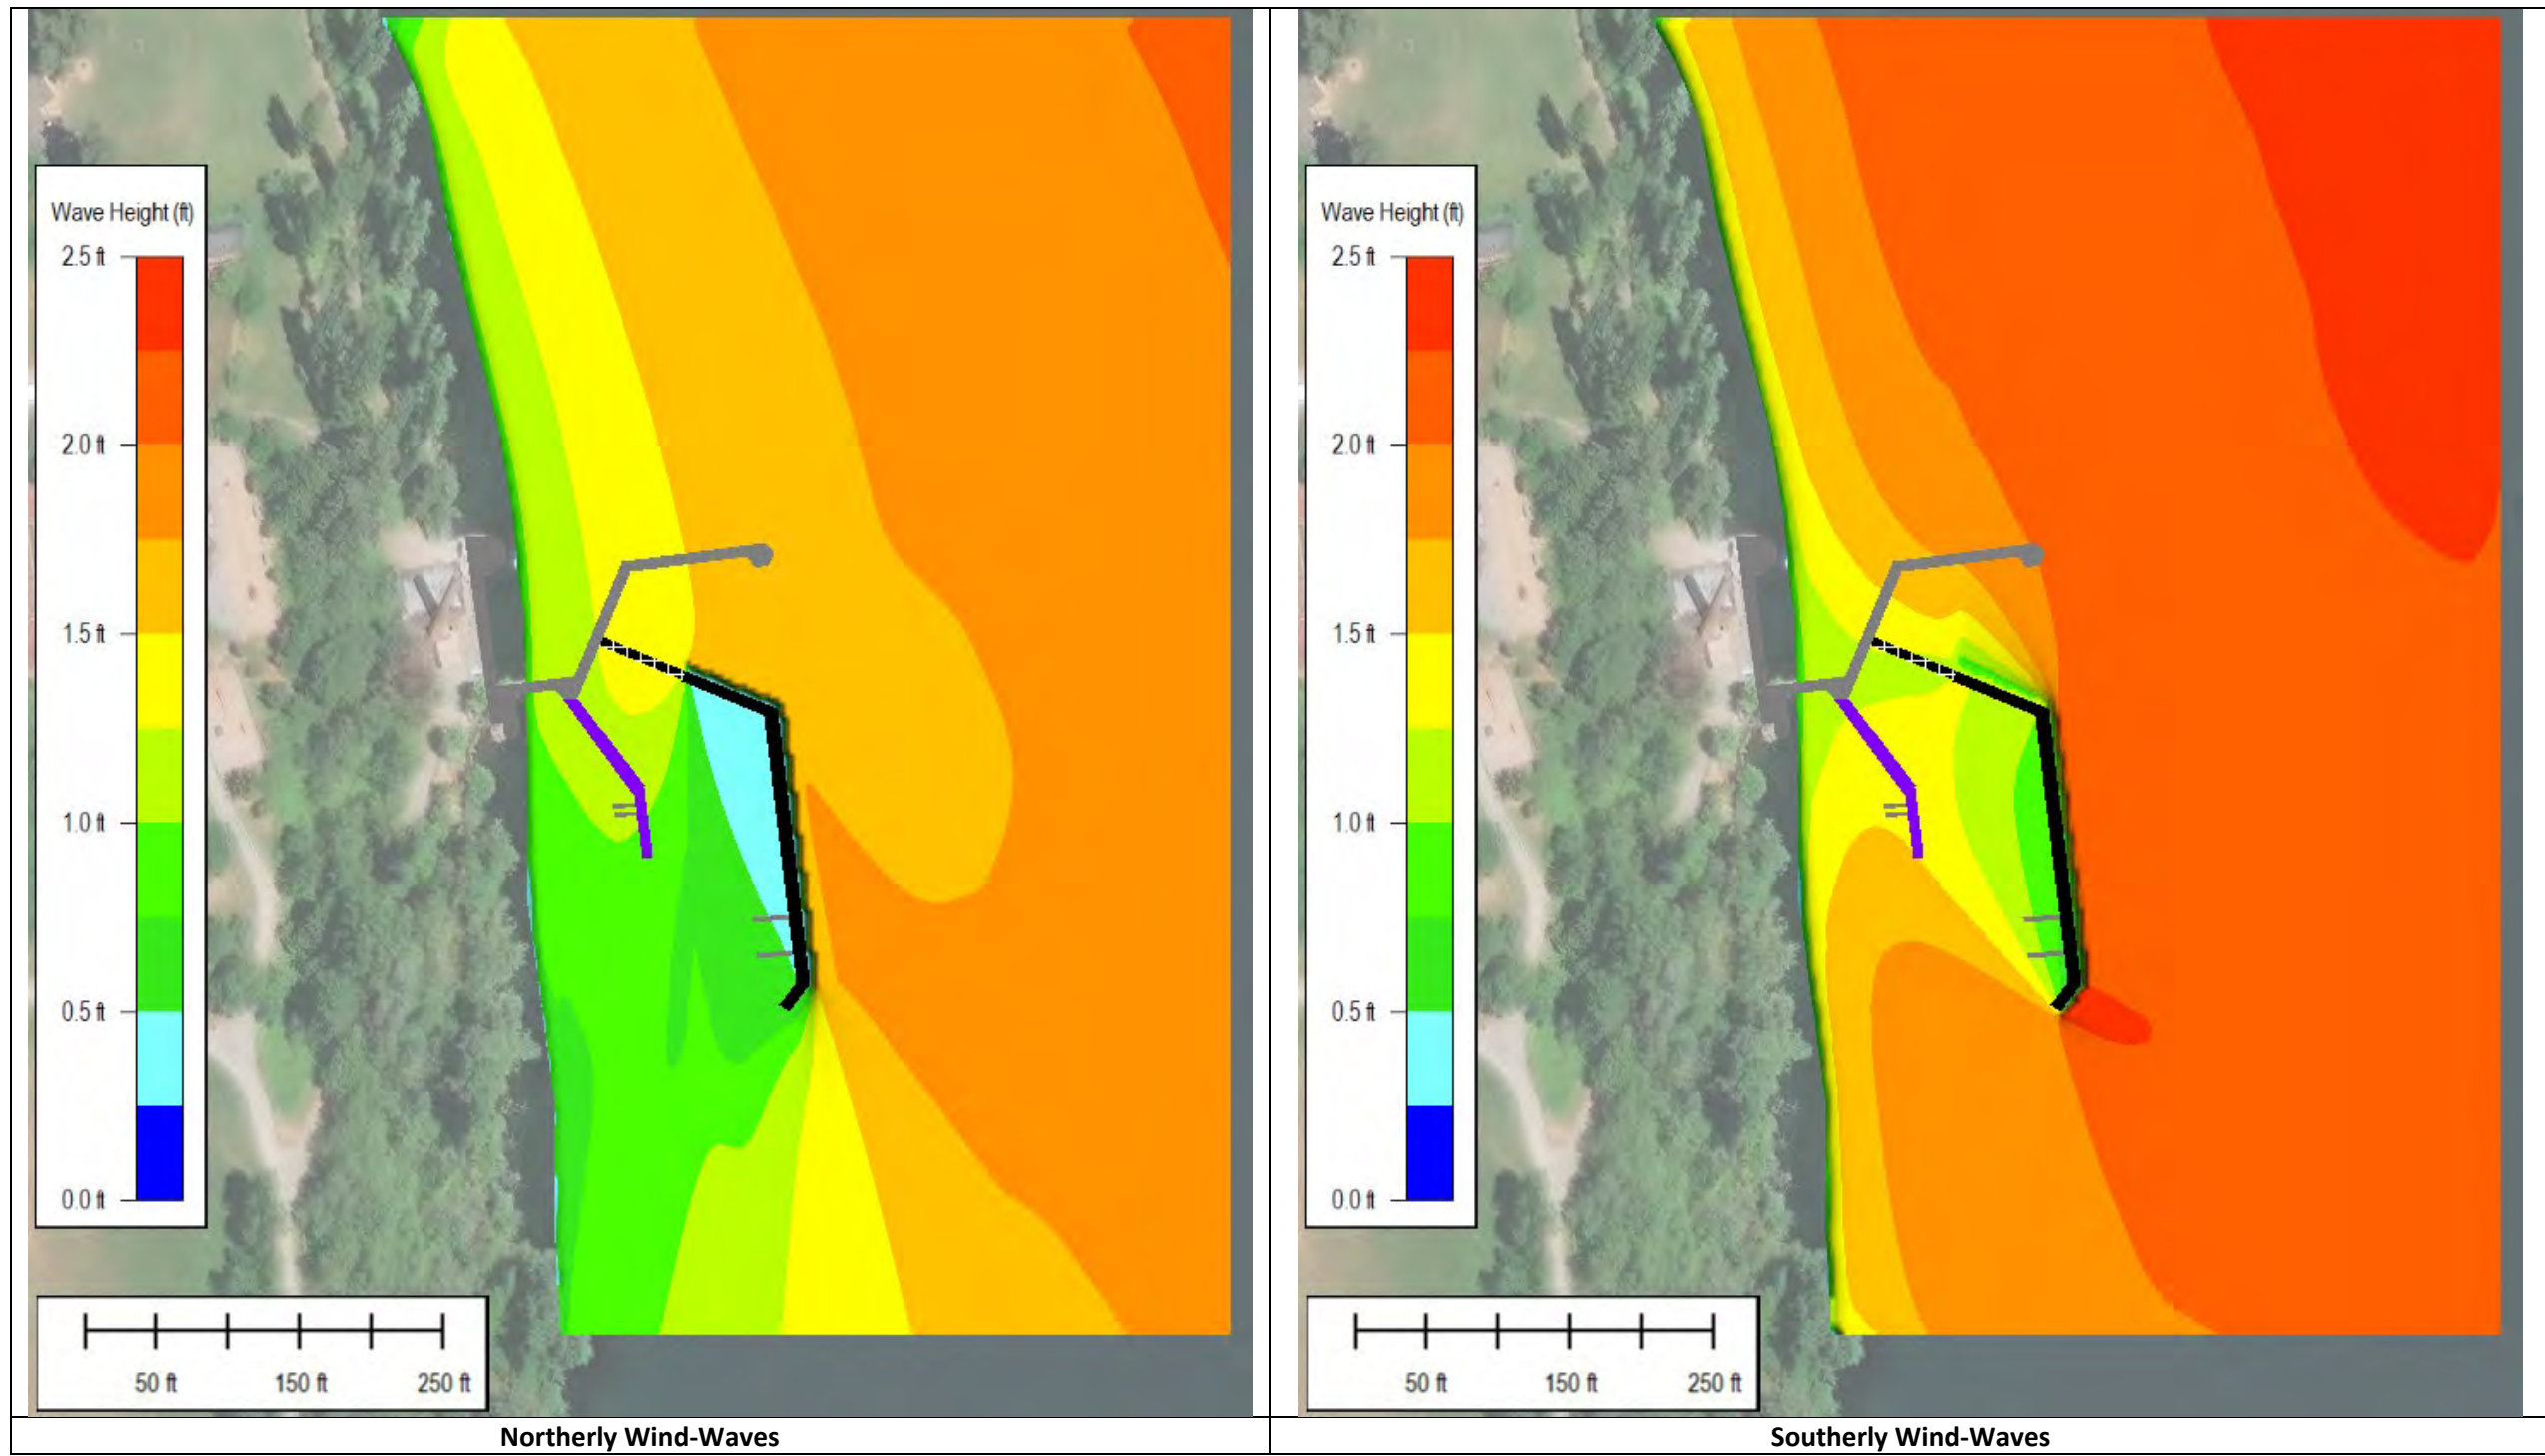 Wave Height (ft)
2.5 ft
2.0 ft
1.5 ft
1.0 ft
0.5 ft
0.0 ft
50 ft 150 ft 250 ft
Northerly Wind-Waves
Wave Height (ft)
2.5 ft
2.0 ft
1.5 ft
1.0 ft
0.5 ft
0.0 ft
50 ft 150 ft 250 ft
Southerly Wind-Waves